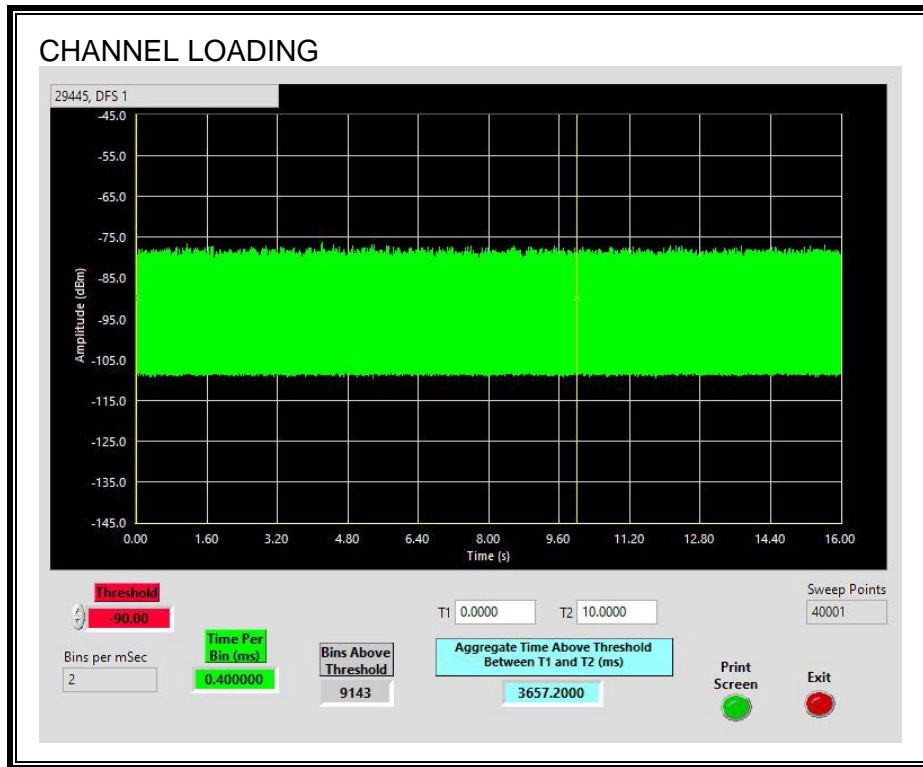 CHANNEL LOADING
29445, DFS 1
-45.0
-55.0
-65.0
-75.0
-85.0
-95.0
-105.0
-115.0
-125.0
-135.0
-145.0
Amplitude (dBm)
0.00 1.60 3.20 4.80 6.40 8.00 9.60 11.20 12.80 14.40 16.00
Time (s)
Threshold
-90.00
Bins per mSec
2
Time Per
Bin (ms)
0.400000
Bins Above
Threshold
9143
T1 0.0000 T2 10.0000
Aggregate Time Above Threshold
Between T1 and T2 (ms)
3657.2000
Sweep Points
40001
Print
Screen
Exit